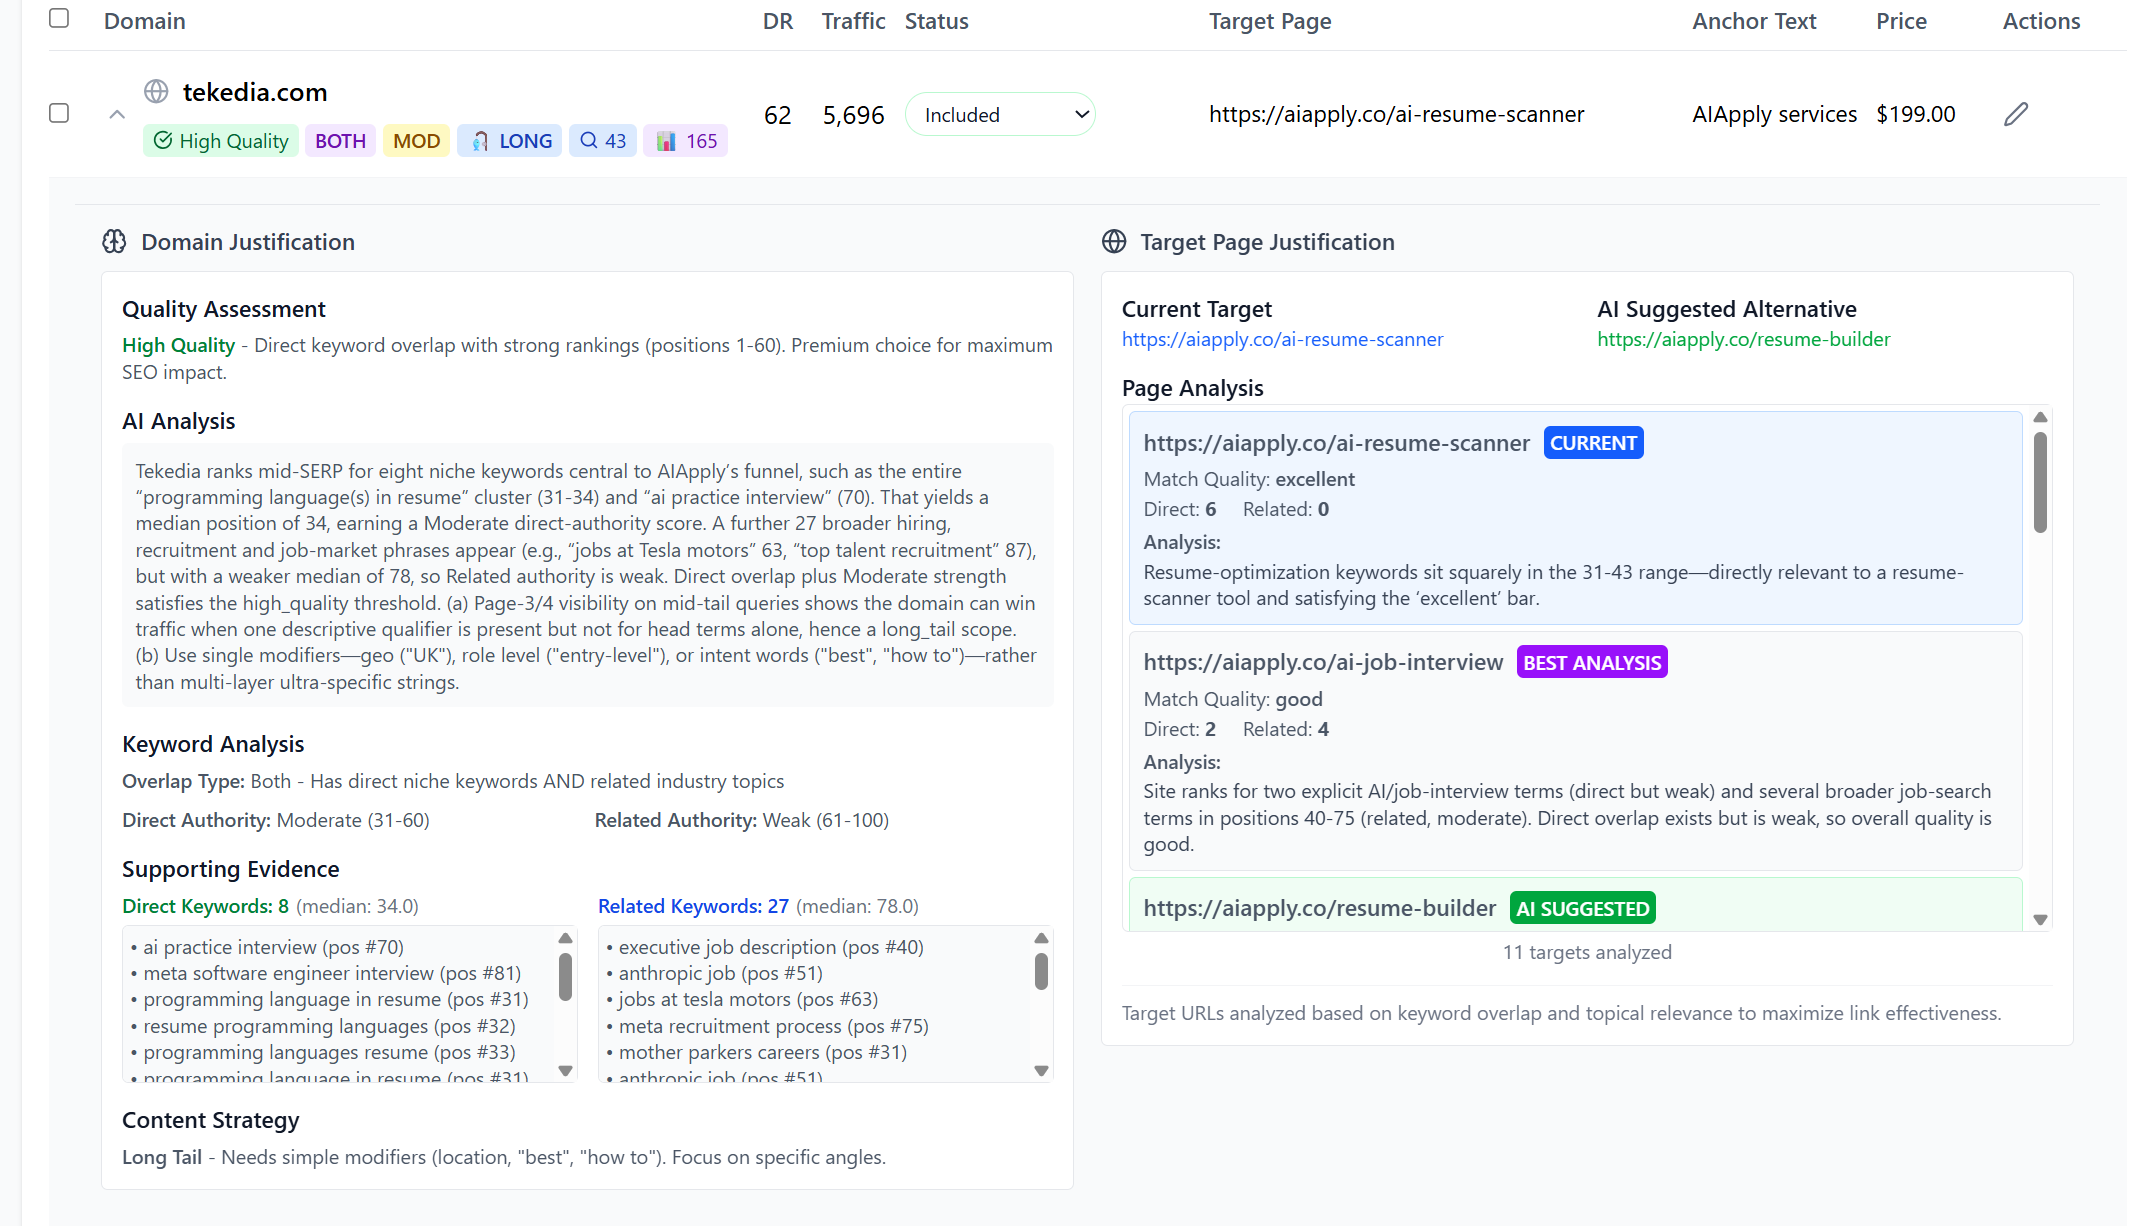 Domain DR Traffic Status Target Page Anchor Text Price Actions
tekedia.com
62 5,696 Included https://aiapply.co/ai-resume-scanner AIApply services $199.00
High Quality BOTH MOD LONG 43 165
Domain Justification
Quality Assessment
High Quality - Direct keyword overlap with strong rankings (positions 1-60). Premium choice for maximum
SEO impact.
AI Analysis
Tekedia ranks mid-SERP for eight niche keywords central to AIApply’s funnel, such as the entire
“programming language(s) in resume” cluster (31-34) and “ai practice interview” (70). That yields a
median position of 34, earning a Moderate direct-authority score. A further 27 broader hiring,
recruitment and job-market phrases appear (e.g., “jobs at Tesla motors” 63, “top talent recruitment” 87),
but with a weaker median of 78, so Related authority is weak. Direct overlap plus Moderate strength
satisfies the high_quality threshold. (a) Page-3/4 visibility on mid-tail queries shows the domain can win
traffic when one descriptive qualifier is present but not for head terms alone, hence a long_tail scope.
(b) Use single modifiers—geo ("UK"), role level ("entry-level"), or intent words ("best", "how to")—rather
than multi-layer ultra-specific strings.
Keyword Analysis
Overlap Type: Both - Has direct niche keywords AND related industry topics
Direct Authority: Moderate (31-60) Related Authority: Weak (61-100)
Supporting Evidence
Direct Keywords: 8 (median: 34.0)
• ai practice interview (pos #70)
• meta software engineer interview (pos #81)
• programming language in resume (pos #31)
• resume programming languages (pos #32)
• programming languages resume (pos #33)
• programming language in resume (pos #31)
Related Keywords: 27 (median: 78.0)
• executive job description (pos #40)
• anthropic job (pos #51)
• jobs at tesla motors (pos #63)
• meta recruitment process (pos #75)
• mother parkers careers (pos #31)
• anthropic job (pos #51)
Content Strategy
Long Tail - Needs simple modifiers (location, "best", "how to"). Focus on specific angles.
Target Page Justification
Current Target
https://aiapply.co/ai-resume-scanner
AI Suggested Alternative
https://aiapply.co/resume-builder
Page Analysis
https://aiapply.co/ai-resume-scanner CURRENT
Match Quality: excellent
Direct: 6 Related: 0
Analysis:
Resume-optimization keywords sit squarely in the 31-43 range—directly relevant to a resume-
scanner tool and satisfying the ‘excellent’ bar.
https://aiapply.co/ai-job-interview BEST ANALYSIS
Match Quality: good
Direct: 2 Related: 4
Analysis:
Site ranks for two explicit AI/job-interview terms (direct but weak) and several broader job-search
terms in positions 40-75 (related, moderate). Direct overlap exists but is weak, so overall quality is
good.
https://aiapply.co/resume-builder AI SUGGESTED
11 targets analyzed
Target URLs analyzed based on keyword overlap and topical relevance to maximize link effectiveness.